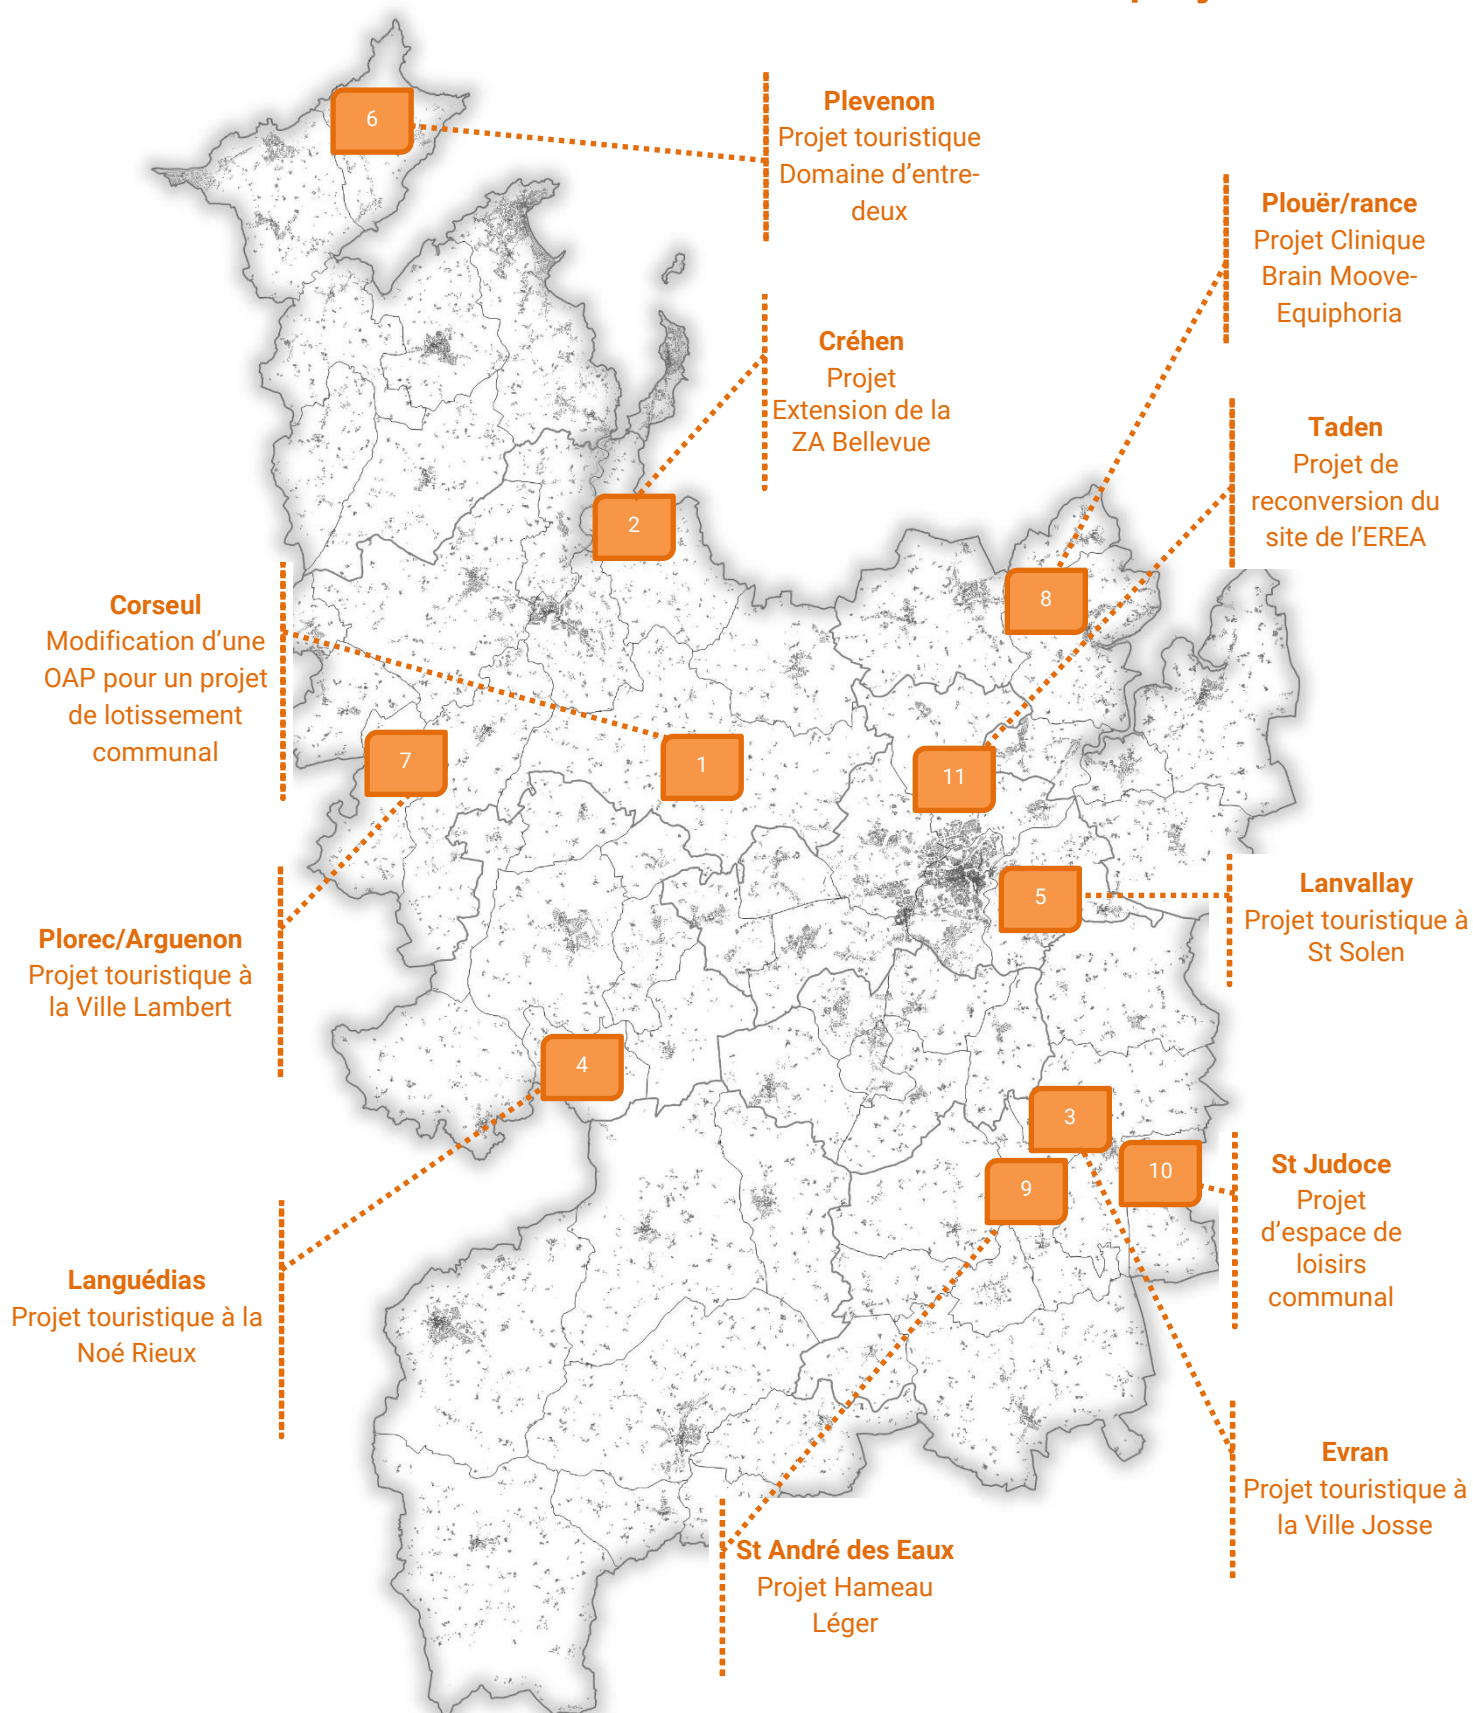 6
Plevenon
Projet touristique
Domaine d'entre-
deux
Plouër/rance
Projet Clinique
Brain Moove-
Equiphoria
Créhen
Projet
Extension de la
ZA Bellevue
Taden
Projet de
reconversion du
site de l'EREA
2
8
Corseul
Modification d'une
OAP pour un projet
de lotissement
communal
7
1
11
5
Lanvallay
Projet touristique à
St Solen
Plorec/Arguenon
Projet touristique à
la Ville Lambert
4
3
10
9
St Judoce
Projet
d'espace de
loisirs
communal
Languédias
Projet touristique à la
Noé Rieux
Evran
Projet touristique à
la Ville Josse
St André des Eaux
Projet Hameau
Léger